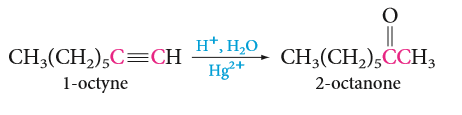 O
CH₃(CH₂)₅C≡CH H⁺, H₂O Hg²⁺ CH₃(CH₂)₅CCH₃
1-octyne 2-octanone